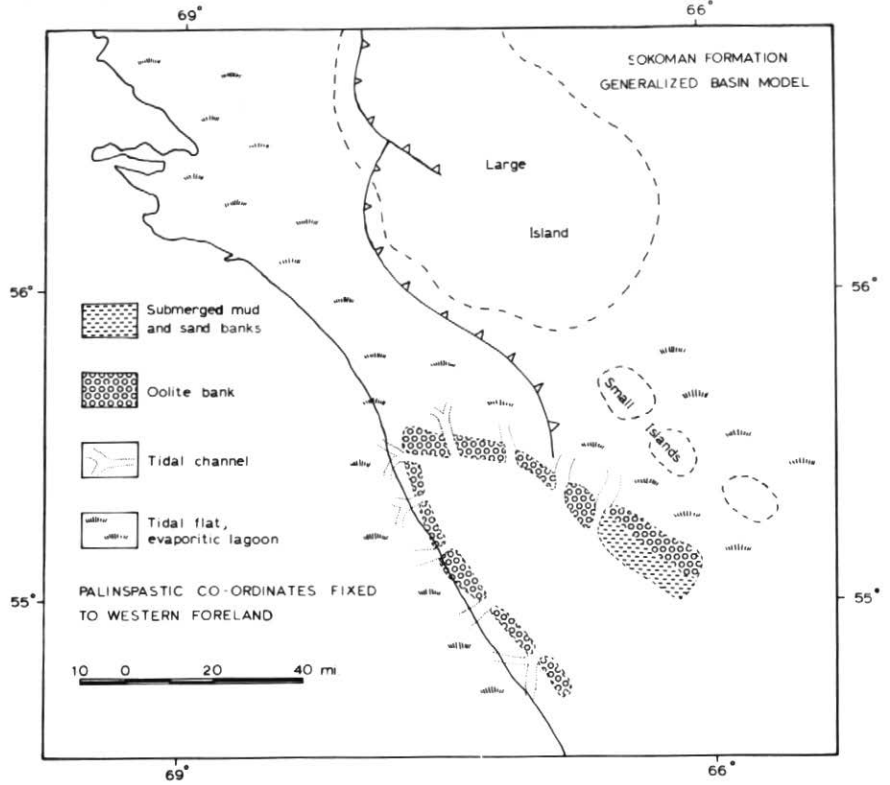 69°
66°
SOKOMAN FORMATION
GENERALIZED BASIN MODEL
Large
Island
56°
56°
Submerged mud
and sand banks
Oolite bank
Tidal channel
Tidal flat,
evaporitic lagoon
Small
Islands
PALINSPASTIC CO-ORDINATES FIXED
TO WESTERN FORELAND
55°
55°
10 0 20 40 mi.
69°
66°